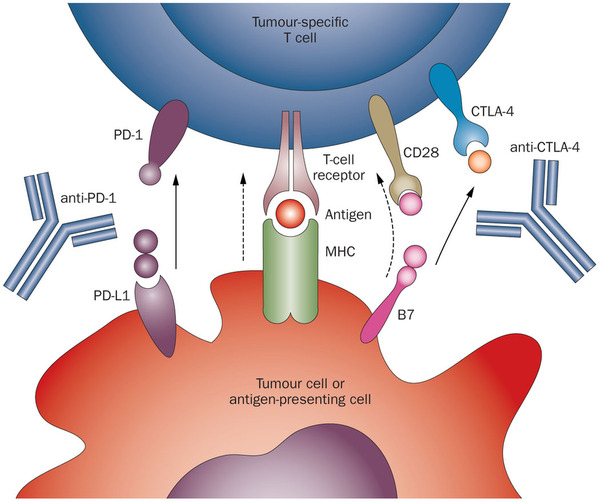 Tumour-specific
T cell
PD-1
CTLA-4
CD28
T-cell
receptor
anti-CTLA-4
anti-PD-1
Antigen
MHC
PD-L1
B7
Tumour cell or
antigen-presenting cell